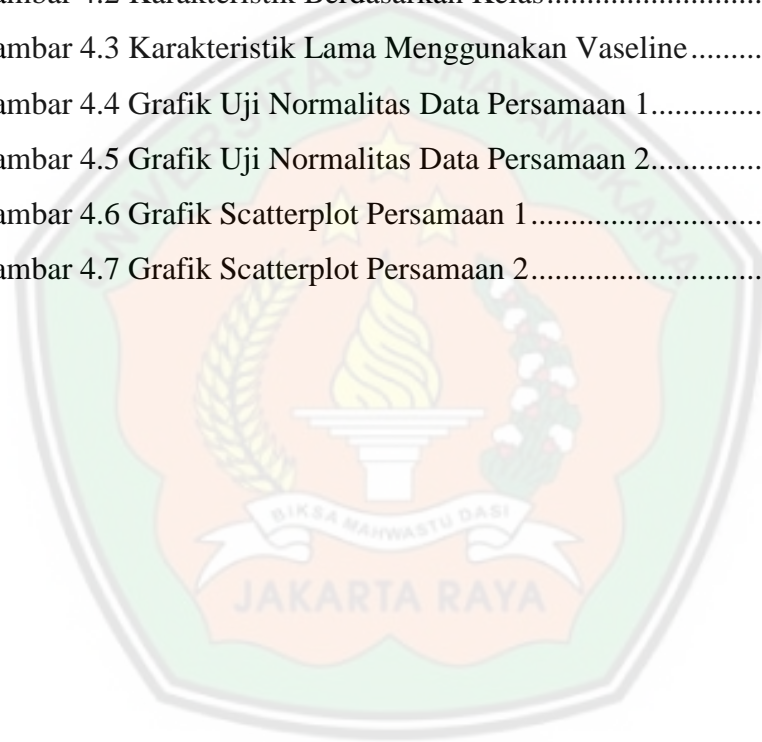 ambar 4.2 Karakteristik Berdasarkan Kelas............................
ambar 4.3 Karakteristik Lama Menggunakan Vaseline.........
ambar 4.4 Grafik Uji Normalitas Data Persamaan 1..............
ambar 4.5 Grafik Uji Normalitas Data Persamaan 2..............
ambar 4.6 Grafik Scatterplot Persamaan 1.............................
ambar 4.7 Grafik Scatterplot Persamaan 2.............................
UNIVERSITAS BHAYANGKARA
BIKSA MAHWASTU DASI
JAKARTA RAYA